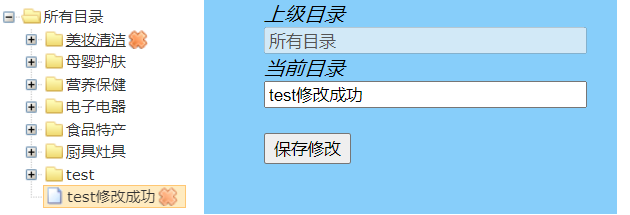 所有目录
美妆清洁
母婴护肤
营养保健
电子电器
食品特产
厨具灶具
test
test修改成功
上级目录
所有目录
当前目录
test修改成功
保存修改